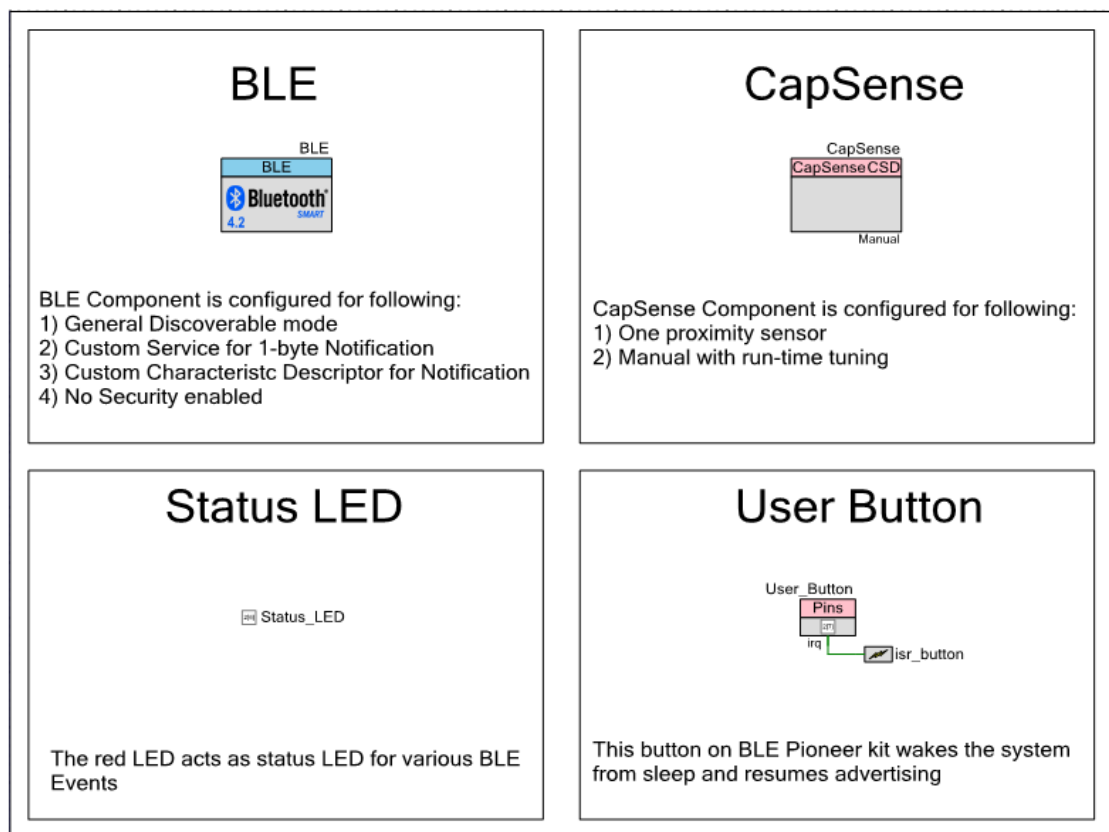 BLE
BLE
BLE
Bluetooth®
SMART
4.2
BLE Component is configured for following:
1) General Discoverable mode
2) Custom Service for 1-byte Notification
3) Custom Characteristc Descriptor for Notification
4) No Security enabled
CapSense
CapSense
CapSenseCSD
Manual
CapSense Component is configured for following:
1) One proximity sensor
2) Manual with run-time tuning
Status LED
Status_LED
The red LED acts as status LED for various BLE
Events
User Button
User_Button
Pins
irq
isr_button
This button on BLE Pioneer kit wakes the system
from sleep and resumes advertising